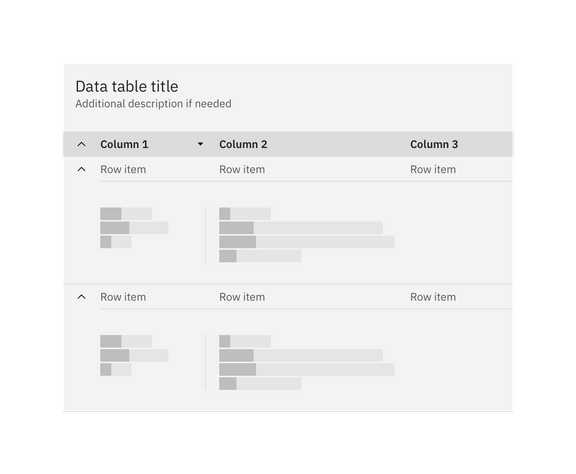 Data table title
Additional description if needed
Column 1 Column 2 Column 3
Row item Row item Row item
Row item Row item Row item